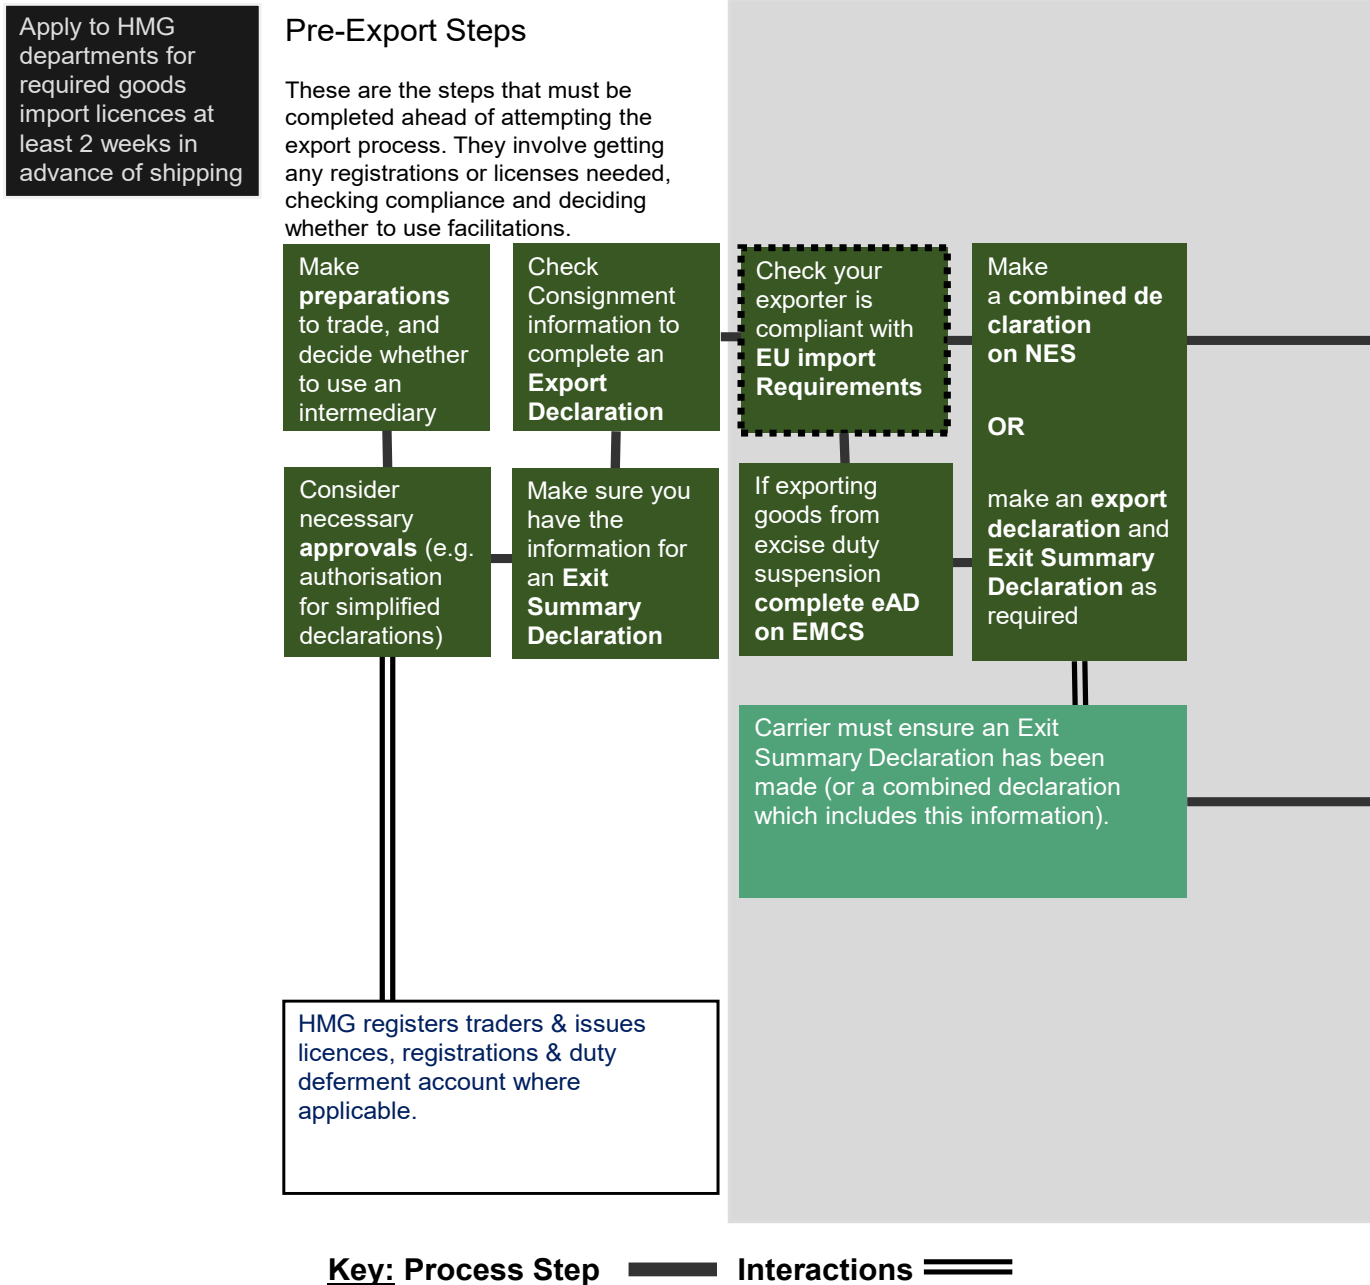 Apply to HMG
departments for
required goods
import licences at
least 2 weeks in
advance of shipping
Pre-Export Steps
These are the steps that must be
completed ahead of attempting the
export process. They involve getting
any registrations or licenses needed,
checking compliance and deciding
whether to use facilitations.
Make
preparations
to trade, and
decide whether
to use an
intermediary
Check
Consignment
information to
complete an
Export
Declaration
Check your
exporter is
compliant with
EU import
Requirements
Make
a combined de
claration
on NES
OR
make an export
declaration and
Exit Summary
Declaration as
required
Consider
necessary
approvals (e.g.
authorisation
for simplified
declarations)
Make sure you
have the
information for
an Exit
Summary
Declaration
If exporting
goods from
excise duty
suspension
complete eAD
on EMCS
Carrier must ensure an Exit
Summary Declaration has been
made (or a combined declaration
which includes this information).
HMG registers traders & issues
licences, registrations & duty
deferment account where
applicable.
Key: Process Step Interactions